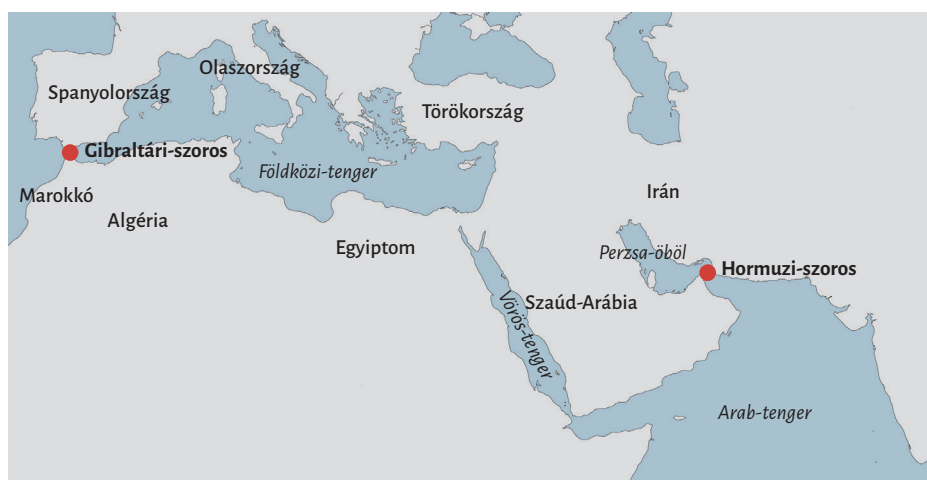 Olaszország
Spanyolország
Törökország
Gibraltári-szoros
Földközi-tenger
Marokkó
Irán
Algéria
Egyiptom
Perzsa-öböl
Hormuzi-szoros
Szaúd-Arábia
Vörös-tenger
Arab-tenger